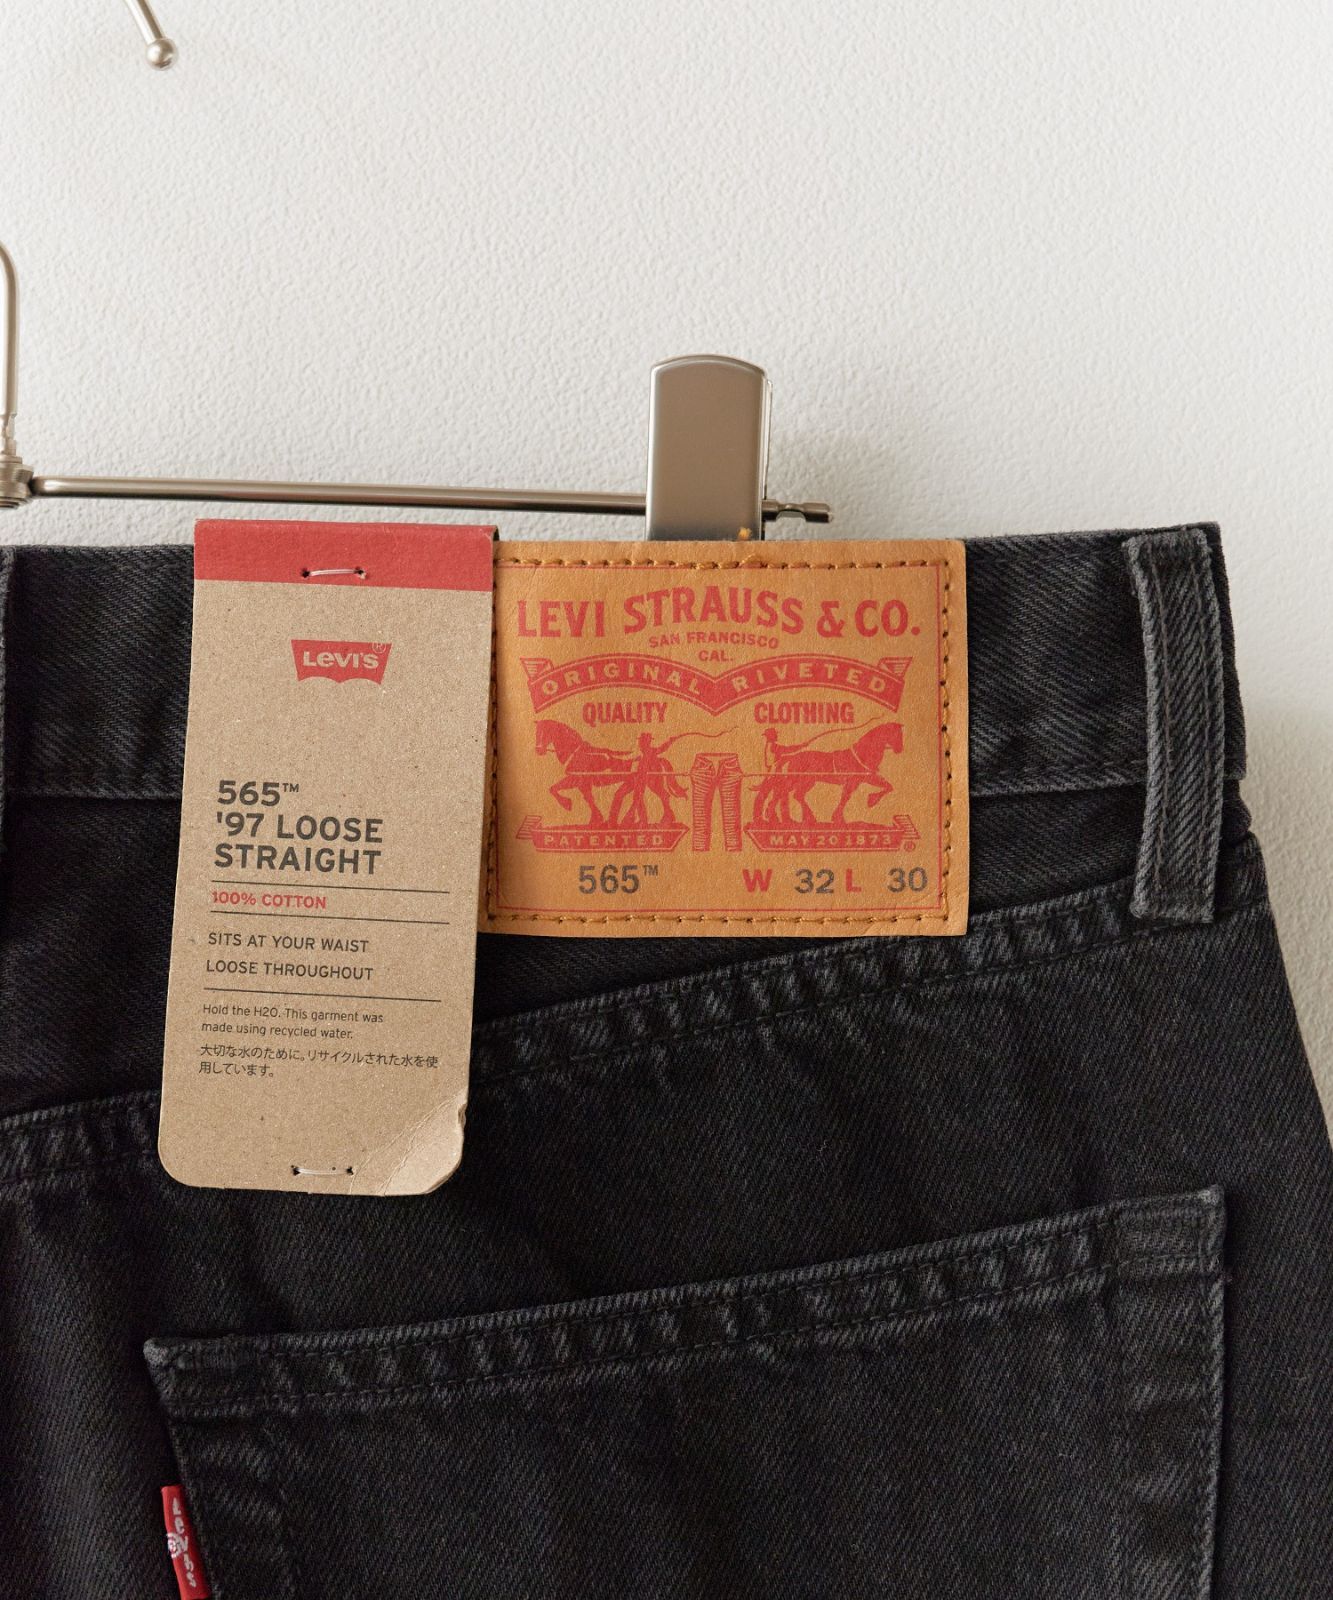 LEVI'S®
565™
'97 LOOSE
STRAIGHT
100% COTTON
SITS AT YOUR WAIST
LOOSE THROUGHOUT
Hold the H2O. This garment was
made using recycled water.
大切な水のために。リサイクルされた水を使
用しています。
LEVI STRAUSS & CO.
SAN FRANCISCO
CAL.
ORIGINAL RIVETED
QUALITY CLOTHING
PATENTED MAY 20 1873 ®
565™ W 32 L 30
Levi's